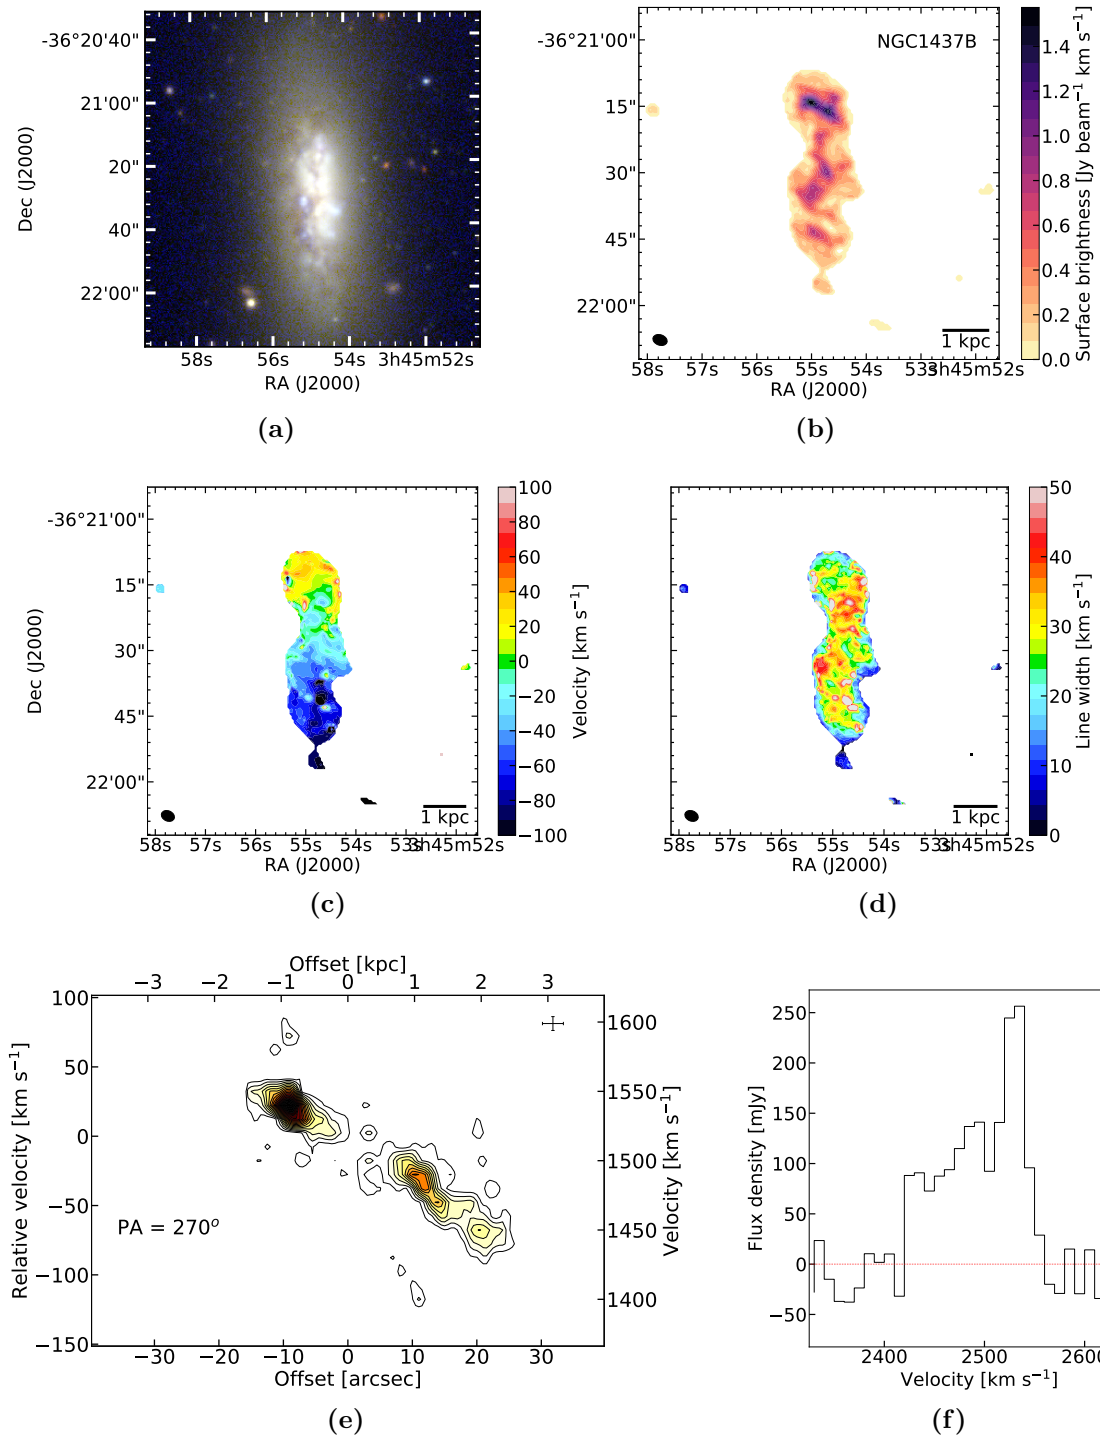 -36°20'40"
21'00"
20"
40"
22'00"
Dec (J2000)
58s 56s 54s 3h45m52s
RA (J2000)
(a)
NGC1437B
-36°21'00"
15"
30"
45"
22'00"
1 kpc
58s 57s 56s 55s 54s 53s 3h45m52s
RA (J2000)
1.4
1.2
1.0
0.8
0.6
0.4
0.2
0.0
Surface brightness [Jy beam⁻¹ km s⁻¹]
(b)
-36°21'00"
15"
30"
45"
22'00"
Dec (J2000)
1 kpc
58s 57s 56s 55s 54s 53s 3h45m52s
RA (J2000)
100
80
60
40
20
0
−20
−40
−60
−80
−100
Velocity [km s⁻¹]
(c)
1 kpc
58s 57s 56s 55s 54s 53s 3h45m52s
RA (J2000)
50
40
30
20
10
0
Line width [km s⁻¹]
(d)
Offset [kpc]
−3 −2 −1 0 1 2 3
100
50
0
−50
−100
−150
Relative velocity [km s⁻¹]
PA = 270°
1600
1550
1500
1450
1400
Velocity [km s⁻¹]
−30 −20 −10 0 10 20 30
Offset [arcsec]
(e)
250
200
150
100
50
0
−50
Flux density [mJy]
2400 2500 2600
Velocity [km s⁻¹]
(f)